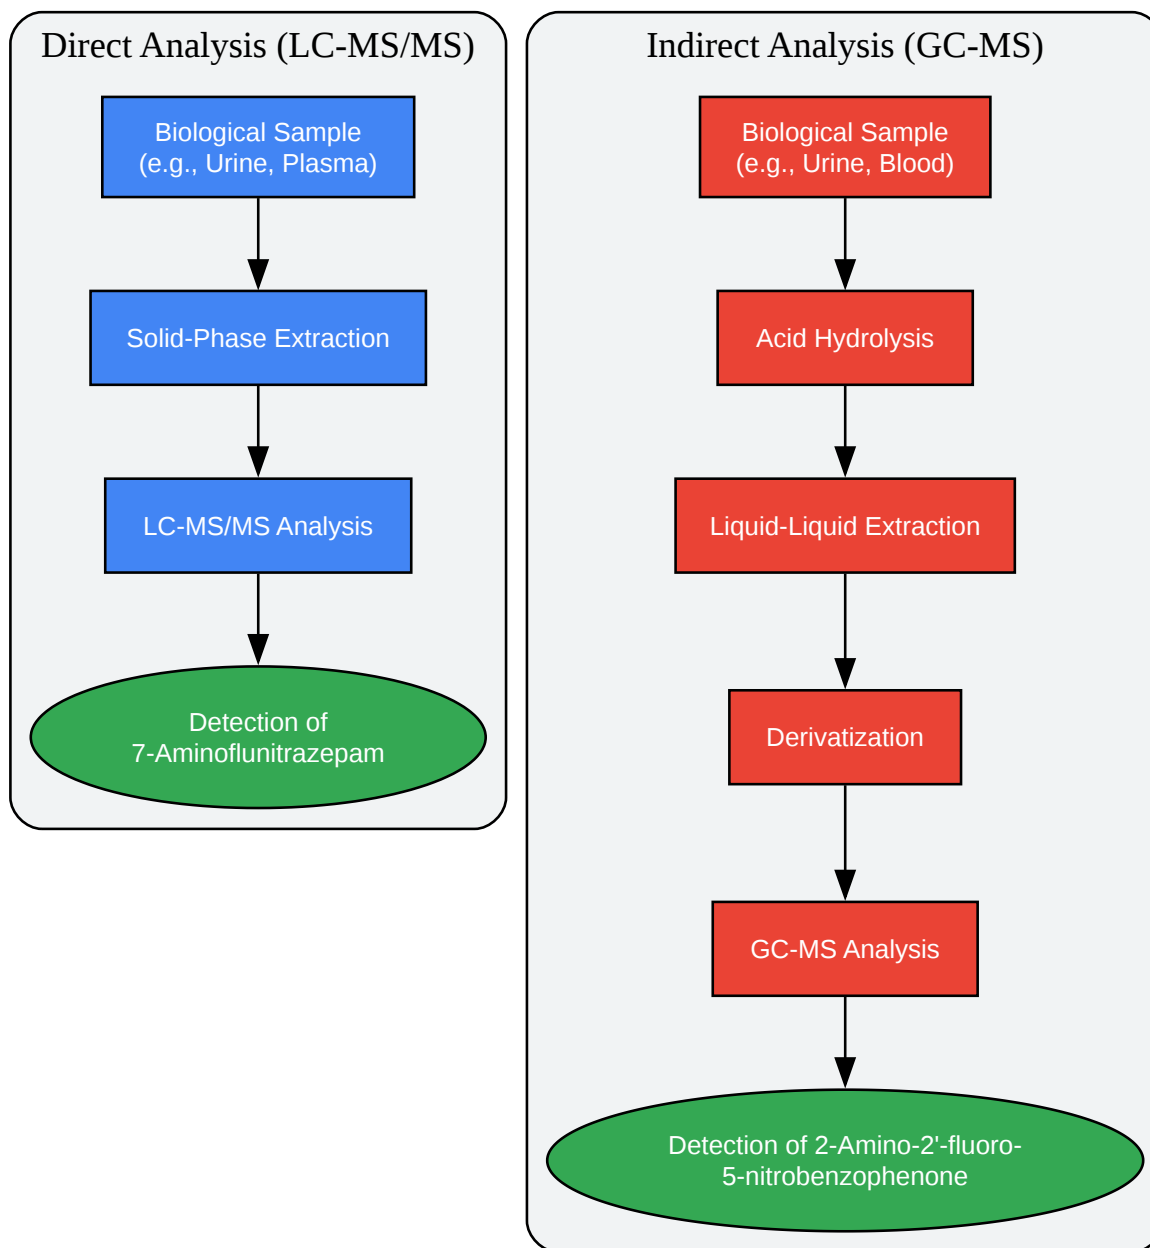 Direct Analysis (LC-MS/MS)
Biological Sample
(e.g., Urine, Plasma)
Solid-Phase Extraction
LC-MS/MS Analysis
Detection of
7-Aminoflunitrazepam
Indirect Analysis (GC-MS)
Biological Sample
(e.g., Urine, Blood)
Acid Hydrolysis
Liquid-Liquid Extraction
Derivatization
GC-MS Analysis
Detection of 2-Amino-2'-fluoro-
5-nitrobenzophenone